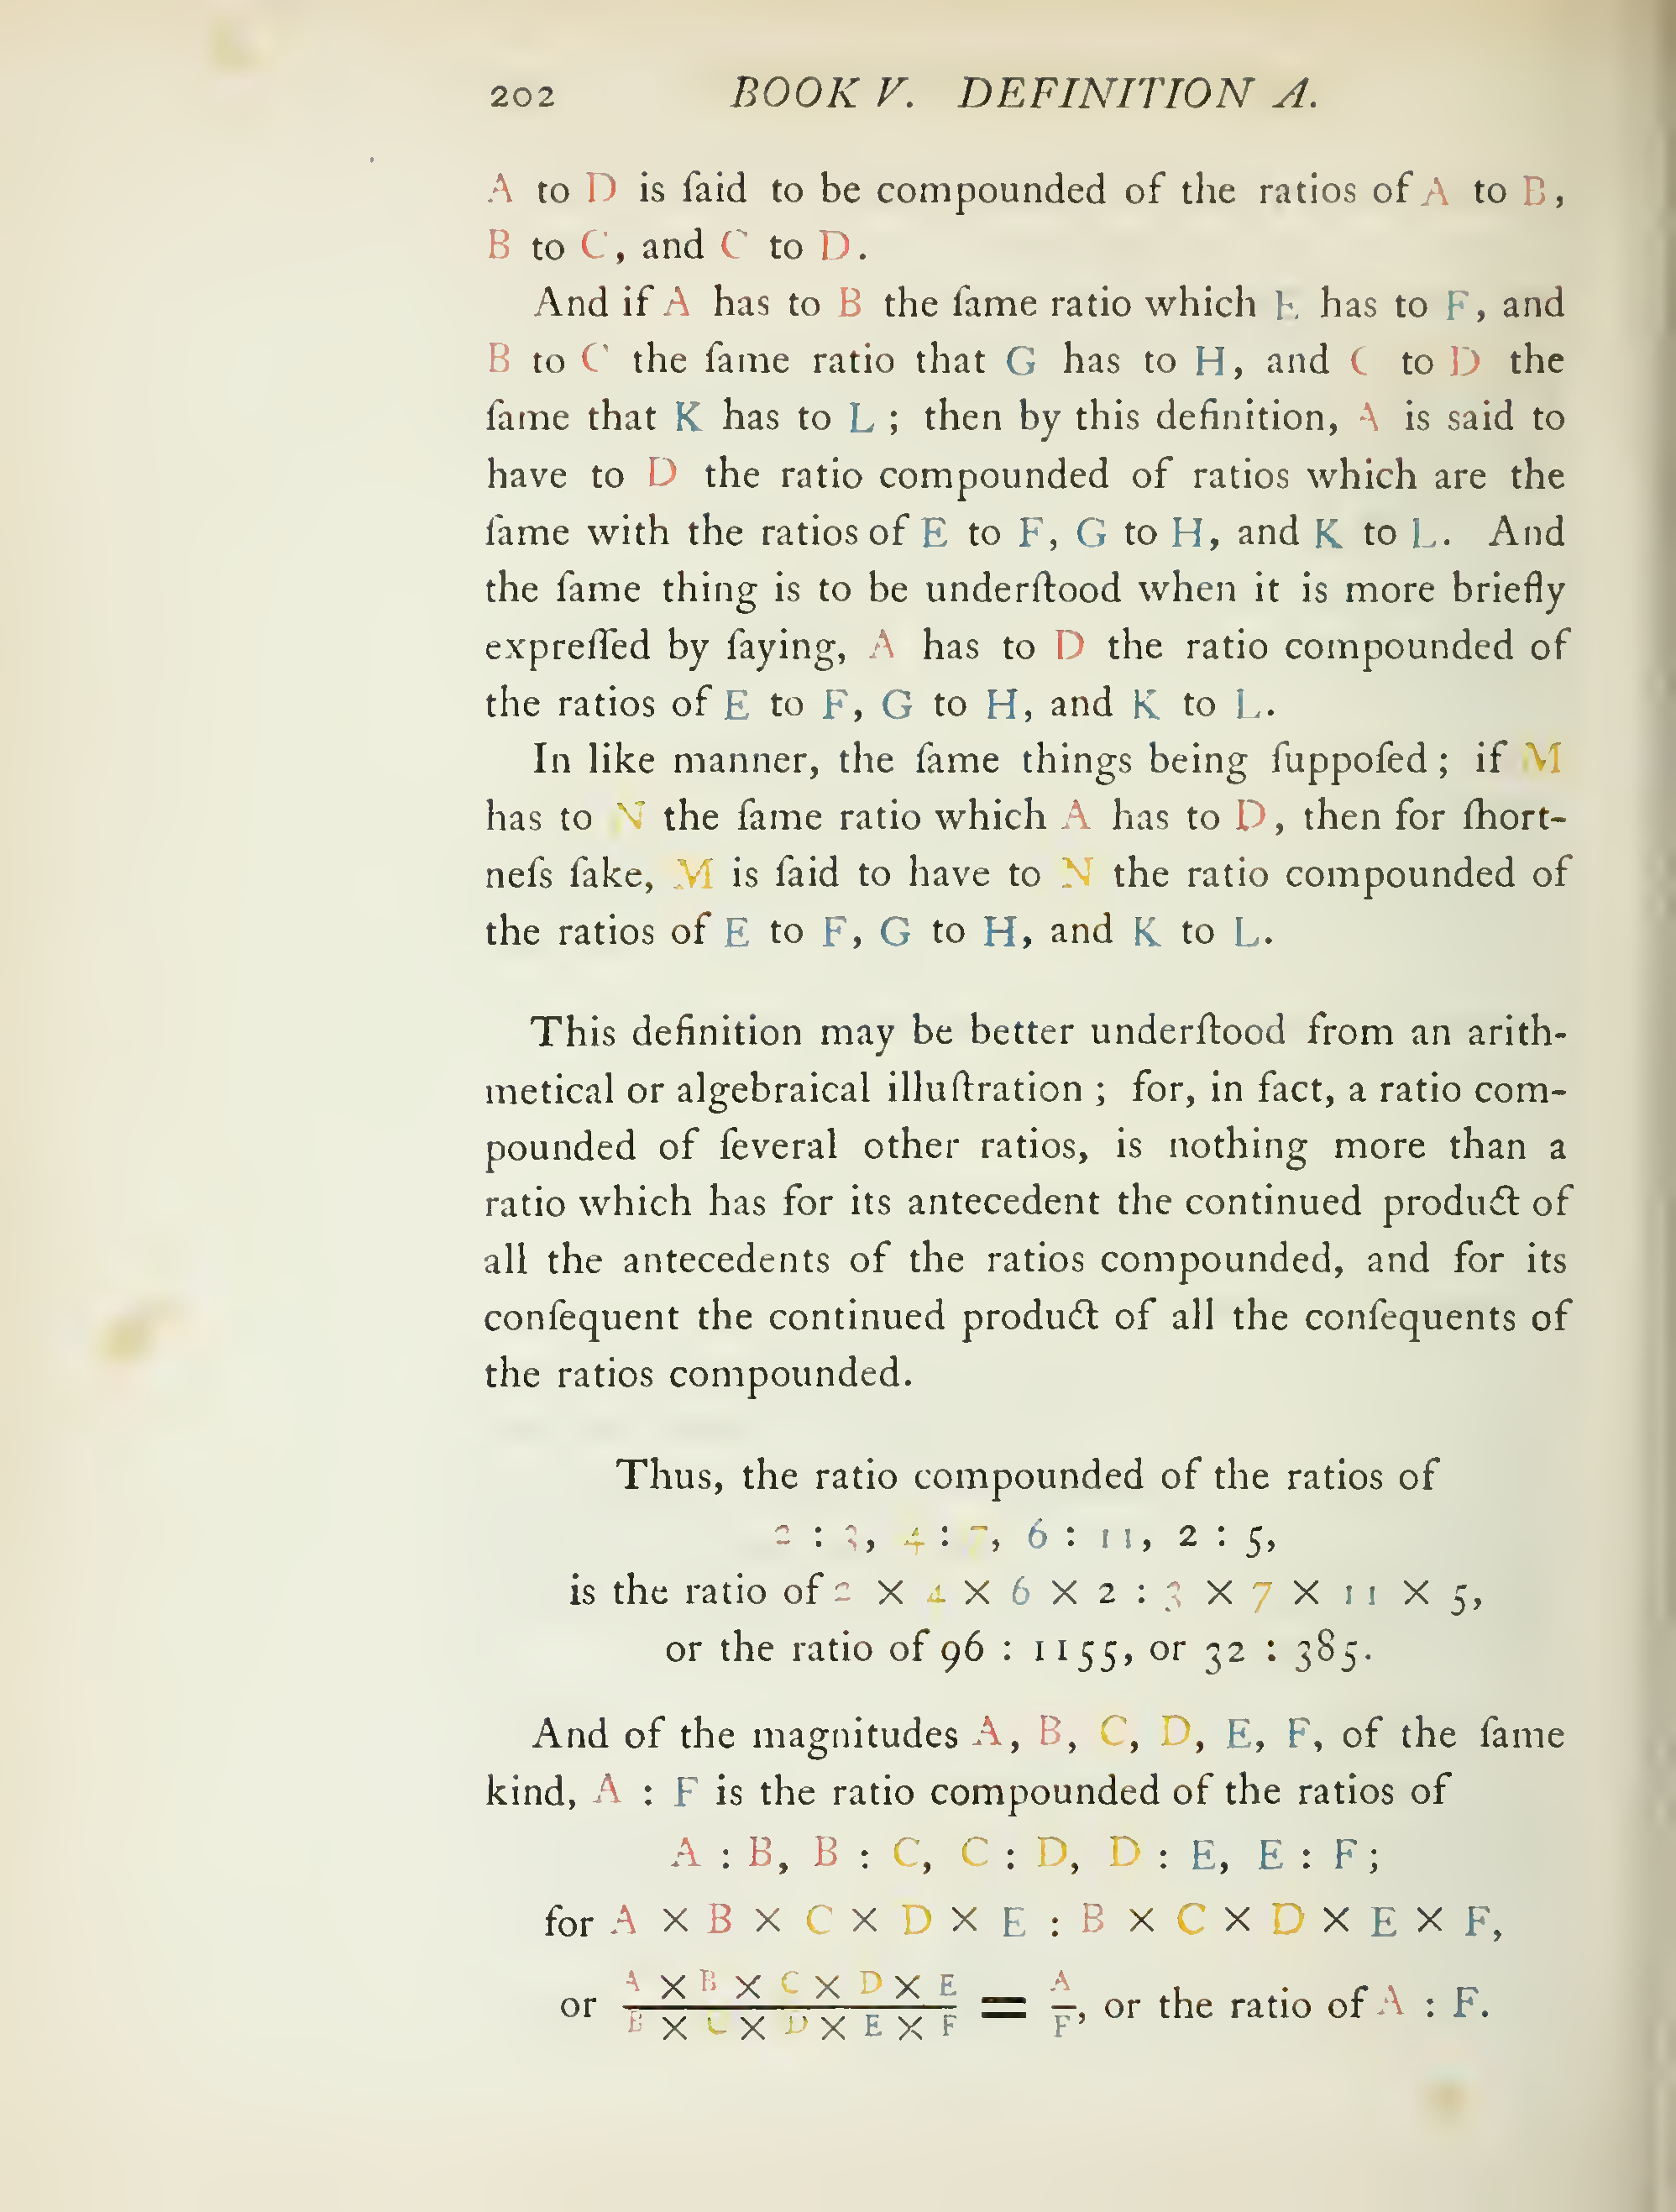 202 BOOK V. DEFINITION A.
A to D is ſaid to be compounded of the ratios of A to B,
B to C, and C to D.
And if A has to B the ſame ratio which E has to F, and
B to C the ſame ratio that G has to H, and C to D the
ſame that K has to L ; then by this definition, A is said to
have to D the ratio compounded of ratios which are the
ſame with the ratios of E to F, G to H, and K to L. And
the ſame thing is to be underſtood when it is more briefly
expreſſed by ſaying, A has to D the ratio compounded of
the ratios of E to F, G to H, and K to L.
In like manner, the ſame things being ſuppoſed ; if M
has to N the ſame ratio which A has to D, then for ſhort-
neſs ſake, M is ſaid to have to N the ratio compounded of
the ratios of E to F, G to H, and K to L.
This definition may be better underſtood from an arith-
metical or algebraical illuſtration ; for, in fact, a ratio com-
pounded of ſeveral other ratios, is nothing more than a
ratio which has for its antecedent the continued product of
all the antecedents of the ratios compounded, and for its
conſequent the continued product of all the conſequents of
the ratios compounded.
Thus, the ratio compounded of the ratios of
2 : 3, 4 : 7, 6 : 11, 2 : 5,
is the ratio of 2 × 4 × 6 × 2 : 3 × 7 × 11 × 5,
or the ratio of 96 : 1155, or 32 : 385.
And of the magnitudes A, B, C, D, E, F, of the ſame
kind, A : F is the ratio compounded of the ratios of
A : B, B : C, C : D, D : E, E : F ;
for A × B × C × D × E : B × C × D × E × F,
or A × B × C × D × E / B × C × D × E × F = A / F, or the ratio of A : F.